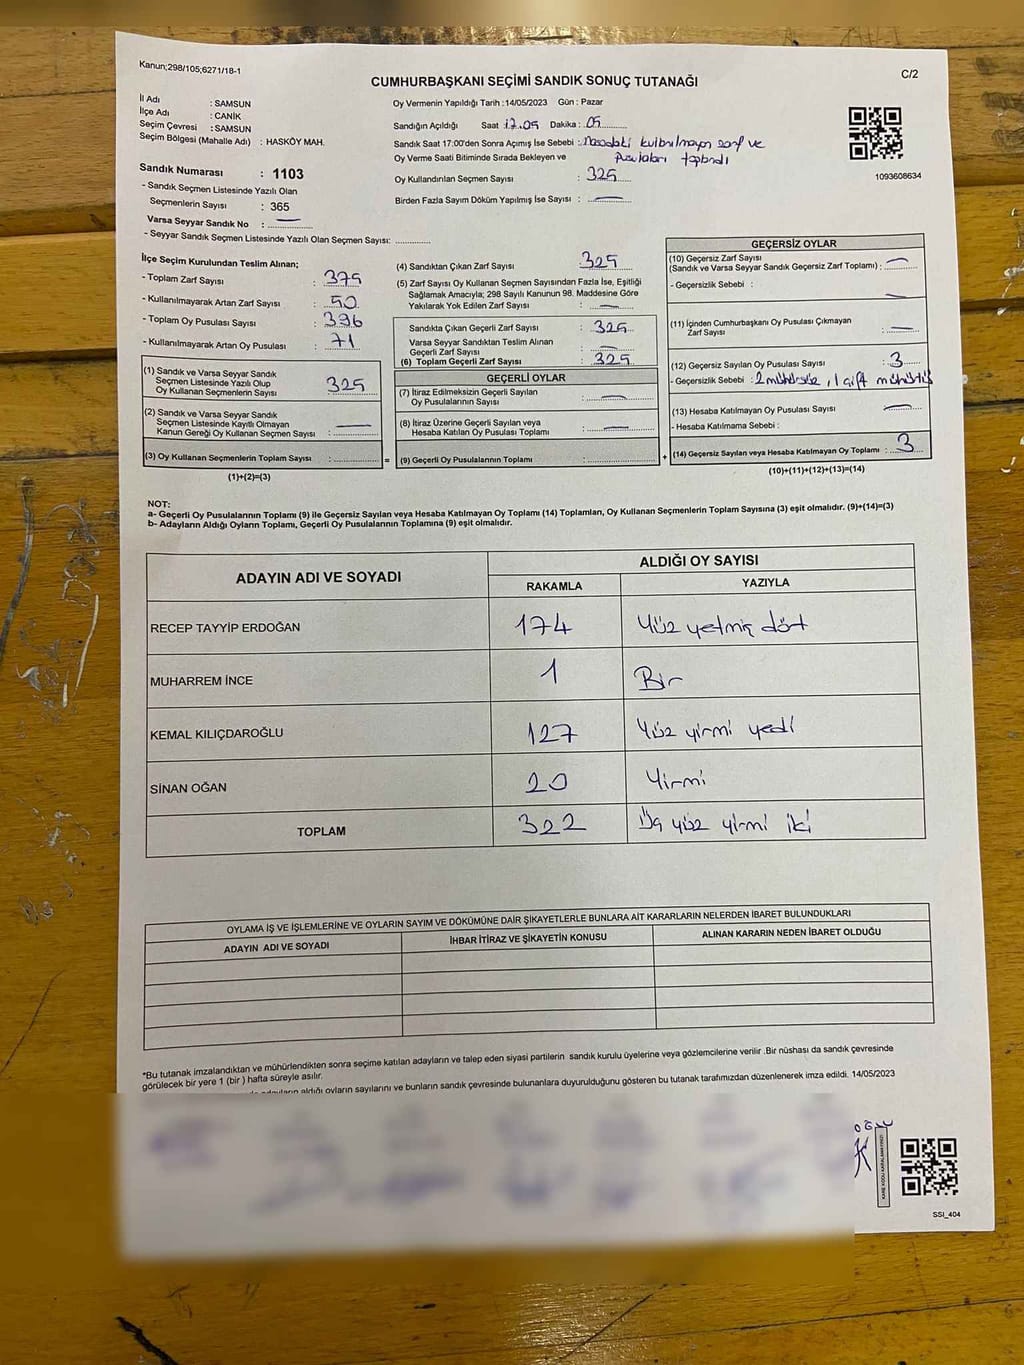 Kanun;298/105;6271/18-1
C/2
CUMHURBAŞKANI SEÇİMİ SANDIK SONUÇ TUTANAĞI
İl Adı : SAMSUN
İlçe Adı : CANİK
Seçim Çevresi : SAMSUN
Seçim Bölgesi (Mahalle Adı) : HASKÖY MAH.
Sandık Numarası : 1103
- Sandık Seçmen Listesinde Yazılı Olan
Seçmenlerin Sayısı : 365
Varsa Seyyar Sandık No :
- Seyyar Sandık Seçmen Listesinde Yazılı Olan Seçmen Sayısı:
Oy Vermenin Yapıldığı Tarih :14/05/2023 Gün : Pazar
Sandığın Açıldığı Saat 17.05 Dakika : 05
Sandık Saat 17:00'den Sonra Açımış İse Sebebi : Masadaki kullanılmayan zarf ve
Oy Verme Saati Bitiminde Sırada Bekleyen ve pusulaları toplandı
Oy Kullandırılan Seçmen Sayısı : 325
Birden Fazla Sayım Döküm Yapılmış İse Sayısı :
1093608634
İlçe Seçim Kurulundan Teslim Alınan;
- Toplam Zarf Sayısı : 375
- Kullanılmayarak Artan Zarf Sayısı : 50
- Toplam Oy Pusulası Sayısı : 396
- Kullanılmayarak Artan Oy Pusulası : 71
(1) Sandık ve Varsa Seyyar Sandık
Seçmen Listesinde Yazılı Olup
Oy Kullanan Seçmenlerin Sayısı : 325
(2) Sandık ve Varsa Seyyar Sandık
Seçmen Listesinde Kayıtlı Olmayan
Kanun Gereği Oy Kullanan Seçmen Sayısı :
(3) Oy Kullanan Seçmenlerin Toplam Sayısı :
(1)+(2)=(3)
(4) Sandıktan Çıkan Zarf Sayısı : 325
(5) Zarf Sayısı Oy Kullanan Seçmen Sayısından Fazla İse, Eşitliği
Sağlamak Amacıyla; 298 Sayılı Kanunun 98. Maddesine Göre
Yakılarak Yok Edilen Zarf Sayısı :
Sandıkta Çıkan Geçerli Zarf Sayısı : 325
Varsa Seyyar Sandıktan Teslim Alınan
Geçerli Zarf Sayısı :
(6) Toplam Geçerli Zarf Sayısı : 325
GEÇERLİ OYLAR
(7) İtiraz Edilmeksizin Geçerli Sayılan
Oy Pusulalarının Sayısı :
(8) İtiraz Üzerine Geçerli Sayılan veya
Hesaba Katılan Oy Pusulası Toplamı :
= (9) Geçerli Oy Pusulalarının Toplamı :
GEÇERSİZ OYLAR
(10) Geçersiz Zarf Sayısı
(Sandık ve Varsa Seyyar Sandık Geçersiz Zarf Toplamı) :
- Geçersizlik Sebebi :
(11) İçinden Cumhurbaşkanı Oy Pusulası Çıkmayan
Zarf Sayısı :
(12) Geçersiz Sayılan Oy Pusulası Sayısı : 3
- Geçersizlik Sebebi : 2 mühürsüz, 1 çift mühürlü
(13) Hesaba Katılmayan Oy Pusulası Sayısı :
- Hesaba Katılmama Sebebi :
+ (14) Geçersiz Sayılan veya Hesaba Katılmayan Oy Toplamı : 3
(10)+(11)+(12)+(13)=(14)
NOT:
a- Geçerli Oy Pusulalarının Toplamı (9) ile Geçersiz Sayılan veya Hesaba Katılmayan Oy Toplamı (14) Toplamları, Oy Kullanan Seçmenlerin Toplam Sayısına (3) eşit olmalıdır. (9)+(14)=(3)
b- Adayların Aldığı Oyların Toplamı, Geçerli Oy Pusulalarının Toplamına (9) eşit olmalıdır.
ADAYIN ADI VE SOYADI
ALDIĞI OY SAYISI
RAKAMLA YAZIYLA
RECEP TAYYİP ERDOĞAN 174 Yüz yetmiş dört
MUHARREM İNCE 1 Bir
KEMAL KILIÇDAROĞLU 127 Yüz yirmi yedi
SİNAN OĞAN 20 Yirmi
TOPLAM 322 Üç yüz yirmi iki
OYLAMA İŞ VE İŞLEMLERİNE VE OYLARIN SAYIM VE DÖKÜMÜNE DAİR ŞİKAYETLERLE BUNLARA AİT KARARLARIN NELERDEN İBARET BULUNDUKLARI
ADAYIN ADI VE SOYADI İHBAR İTİRAZ VE ŞİKAYETİN KONUSU ALINAN KARARIN NEDEN İBARET OLDUĞU
*Bu tutanak imzalandıktan ve mühürlendikten sonra seçime katılan adayların ve talep eden siyasi partilerin sandık kurulu üyelerine veya gözlemcilerine verilir .Bir nüshası da sandık çevresinde
görülecek bir yere 1 (bir ) hafta süreyle asılır.
adayların aldığı oyların sayılarını ve bunların sandık çevresinde bulunanlara duyurulduğunu gösteren bu tutanak tarafımızdan düzenlenerek imza edildi. 14/05/2023
SSI_404